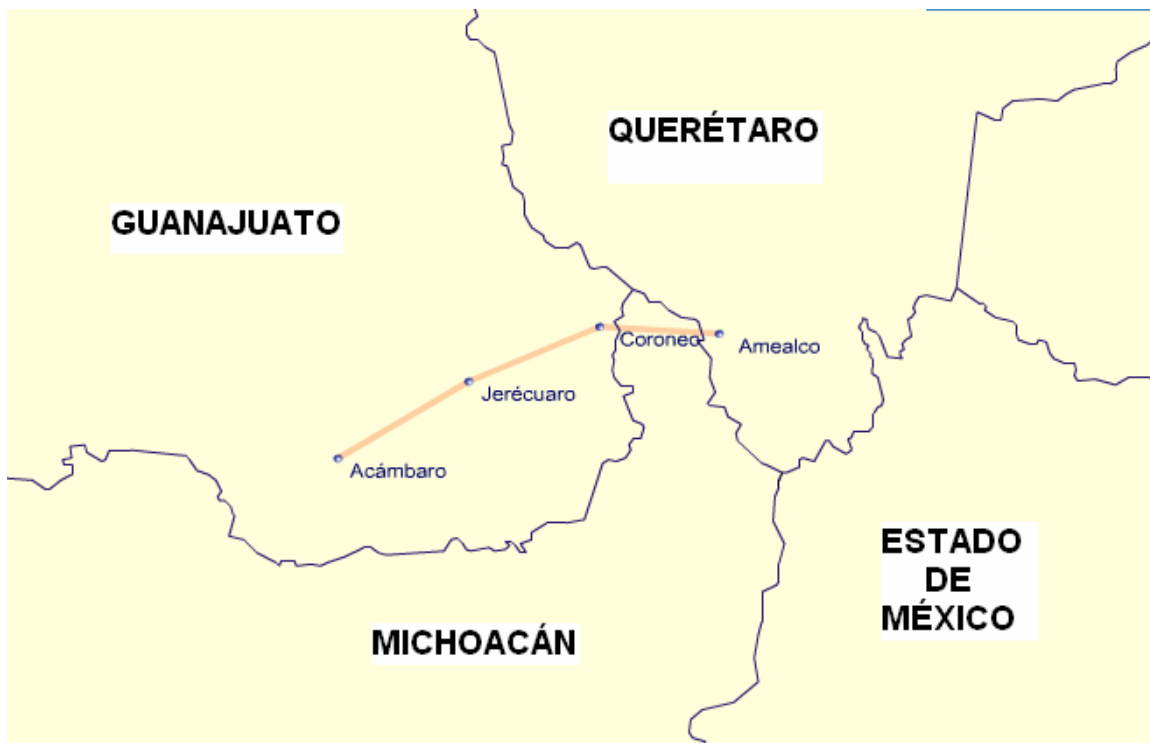 QUERÉTARO
GUANAJUATO
Coroneo
Amealco
Jerécuaro
Acámbaro
ESTADO
DE
MÉXICO
MICHOACÁN